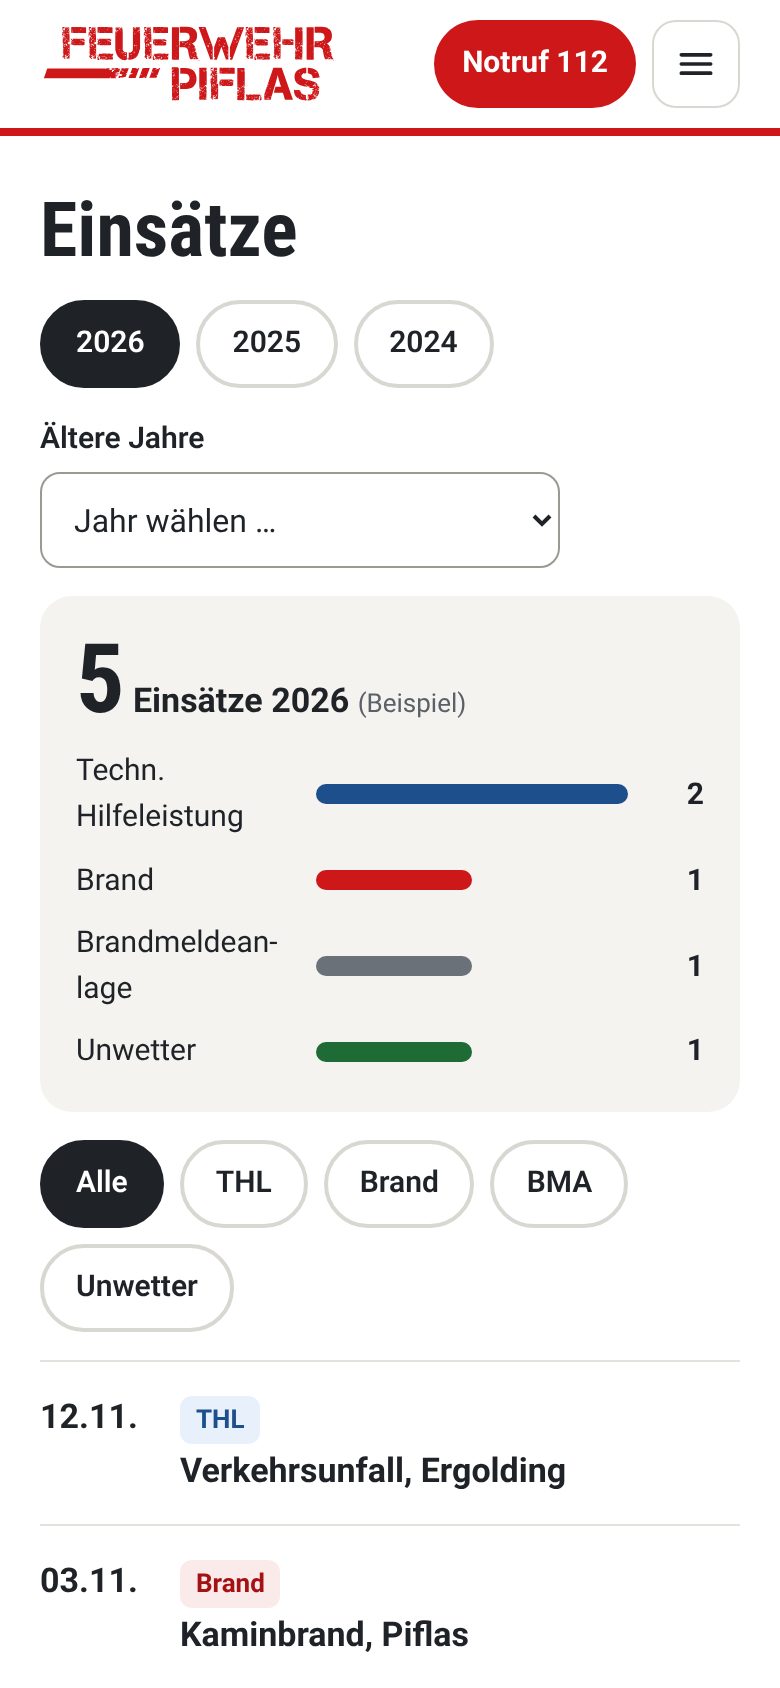 FEUERWEHR
PIFLAS
Notruf 112
Einsätze
2026 2025 2024
Ältere Jahre
Jahr wählen ...
5 Einsätze 2026 (Beispiel)
Techn.
Hilfeleistung 2
Brand 1
Brandmeldean-
lage 1
Unwetter 1
Alle THL Brand BMA
Unwetter
12.11. THL
Verkehrsunfall, Ergolding
03.11. Brand
Kaminbrand, Piflas